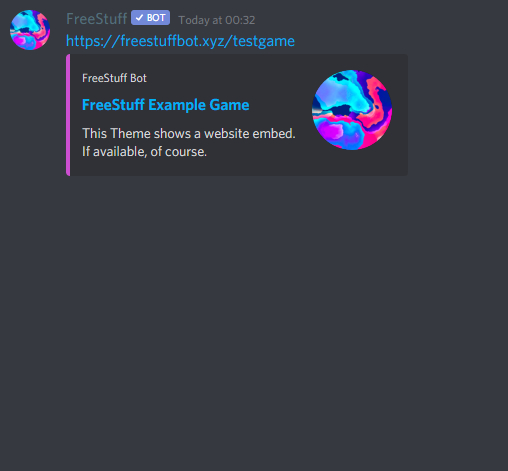 FreeStuff BOT Today at 00:32
https://freestuffbot.xyz/testgame
FreeStuff Bot
FreeStuff Example Game
This Theme shows a website embed.
If available, of course.